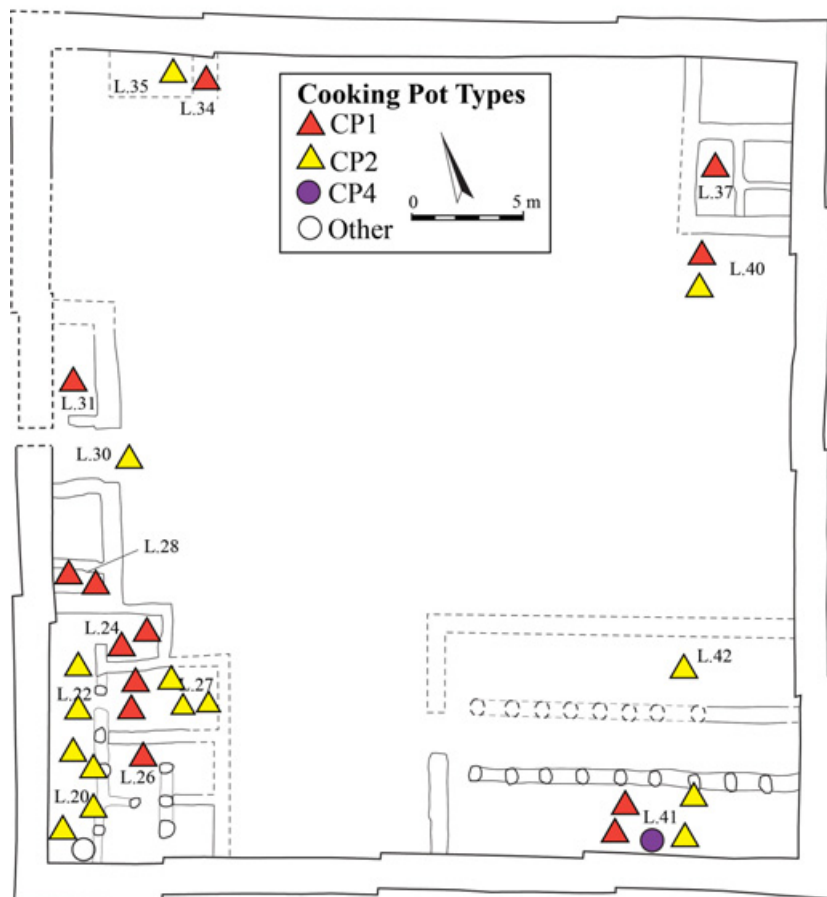 L.35
L.34
Cooking Pot Types
CP1
CP2
CP4
Other
0 5 m
L.37
L.40
L.31
L.30
L.28
L.24
L.22
L.27
L.26
L.20
L.42
L.41